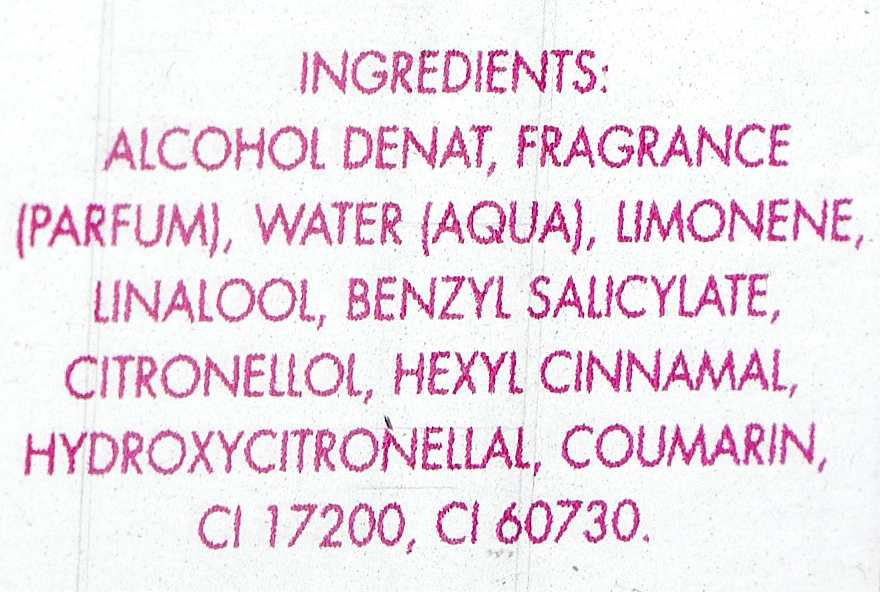 INGREDIENTS:
ALCOHOL DENAT, FRAGRANCE
(PARFUM), WATER (AQUA), LIMONENE,
LINALOOL, BENZYL SALICYLATE,
CITRONELLOL, HEXYL CINNAMAL,
HYDROXYCITRONELLAL, COUMARIN,
CI 17200, CI 60730.